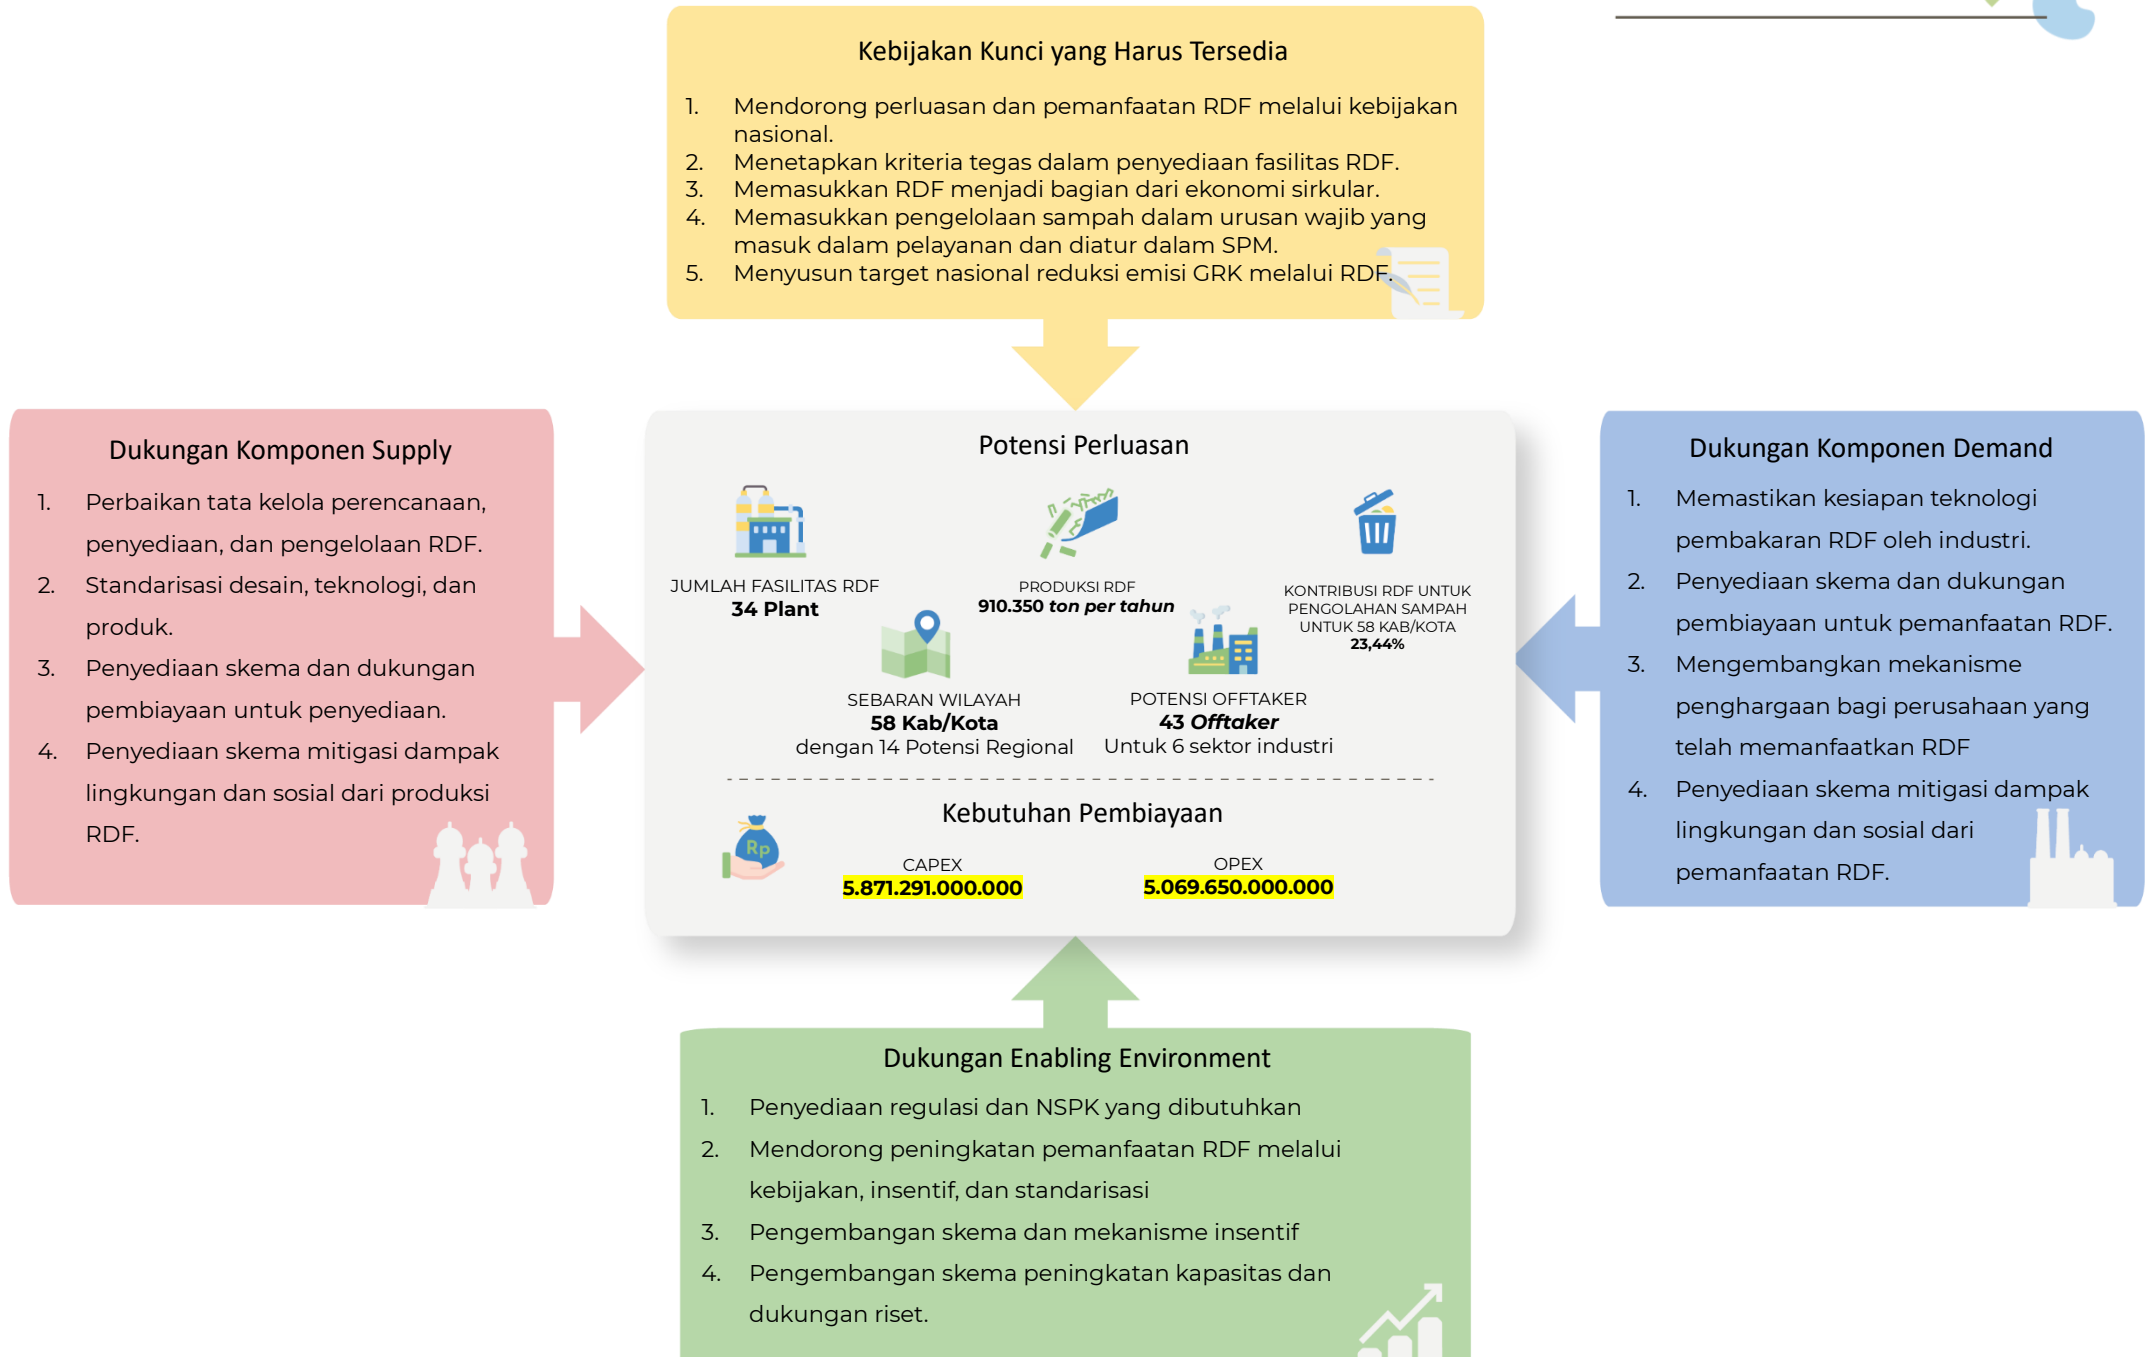 Kebijakan Kunci yang Harus Tersedia
1. Mendorong perluasan dan pemanfaatan RDF melalui kebijakan
nasional.
2. Menetapkan kriteria tegas dalam penyediaan fasilitas RDF.
3. Memasukkan RDF menjadi bagian dari ekonomi sirkular.
4. Memasukkan pengelolaan sampah dalam urusan wajib yang
masuk dalam pelayanan dan diatur dalam SPM.
5. Menyusun target nasional reduksi emisi GRK melalui RDF.
Dukungan Komponen Supply
1. Perbaikan tata kelola perencanaan,
penyediaan, dan pengelolaan RDF.
2. Standarisasi desain, teknologi, dan
produk.
3. Penyediaan skema dan dukungan
pembiayaan untuk penyediaan.
4. Penyediaan skema mitigasi dampak
lingkungan dan sosial dari produksi
RDF.
Potensi Perluasan
JUMLAH FASILITAS RDF
34 Plant
PRODUKSI RDF
910.350 ton per tahun
KONTRIBUSI RDF UNTUK
PENGOLAHAN SAMPAH
UNTUK 58 KAB/KOTA
23,44%
SEBARAN WILAYAH
58 Kab/Kota
dengan 14 Potensi Regional
POTENSI OFFTAKER
43 Offtaker
Untuk 6 sektor industri
Kebutuhan Pembiayaan
Rp
CAPEX
5.871.291.000.000
OPEX
5.069.650.000.000
Dukungan Komponen Demand
1. Memastikan kesiapan teknologi
pembakaran RDF oleh industri.
2. Penyediaan skema dan dukungan
pembiayaan untuk pemanfaatan RDF.
3. Mengembangkan mekanisme
penghargaan bagi perusahaan yang
telah memanfaatkan RDF
4. Penyediaan skema mitigasi dampak
lingkungan dan sosial dari
pemanfaatan RDF.
Dukungan Enabling Environment
1. Penyediaan regulasi dan NSPK yang dibutuhkan
2. Mendorong peningkatan pemanfaatan RDF melalui
kebijakan, insentif, dan standarisasi
3. Pengembangan skema dan mekanisme insentif
4. Pengembangan skema peningkatan kapasitas dan
dukungan riset.